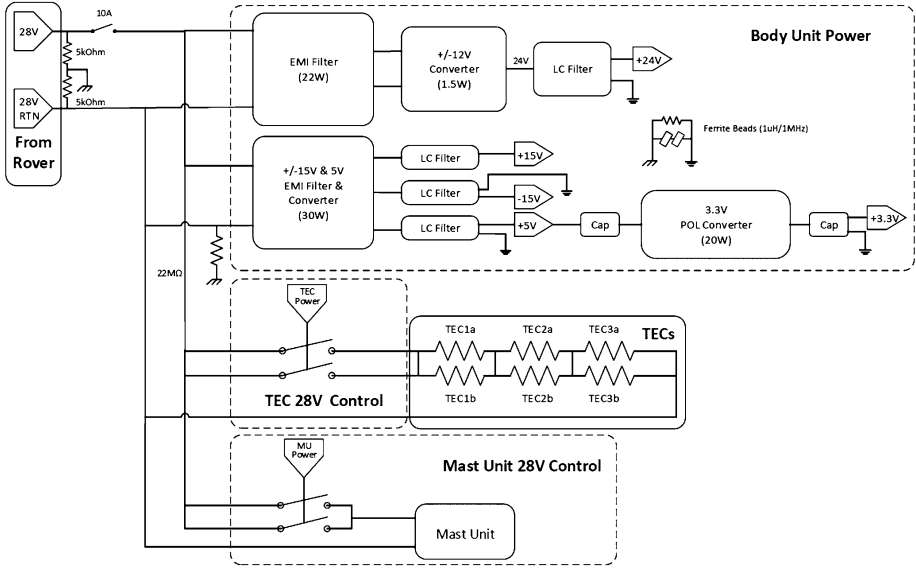 28V
10A
5kOhm
28V
RTN
5kOhm
From
Rover
Body Unit Power
EMI Filter
(22W)
+/-12V
Converter
(1.5W)
24V
LC Filter
+24V
Ferrite Beads (1uH/1MHz)
+/-15V & 5V
EMI Filter &
Converter
(30W)
LC Filter
+15V
LC Filter
-15V
LC Filter
+5V
Cap
3.3V
POL Converter
(20W)
Cap
+3.3V
22MΩ
TEC
Power
TEC 28V Control
TECs
TEC1a
TEC2a
TEC3a
TEC1b
TEC2b
TEC3b
MU
Power
Mast Unit 28V Control
Mast Unit